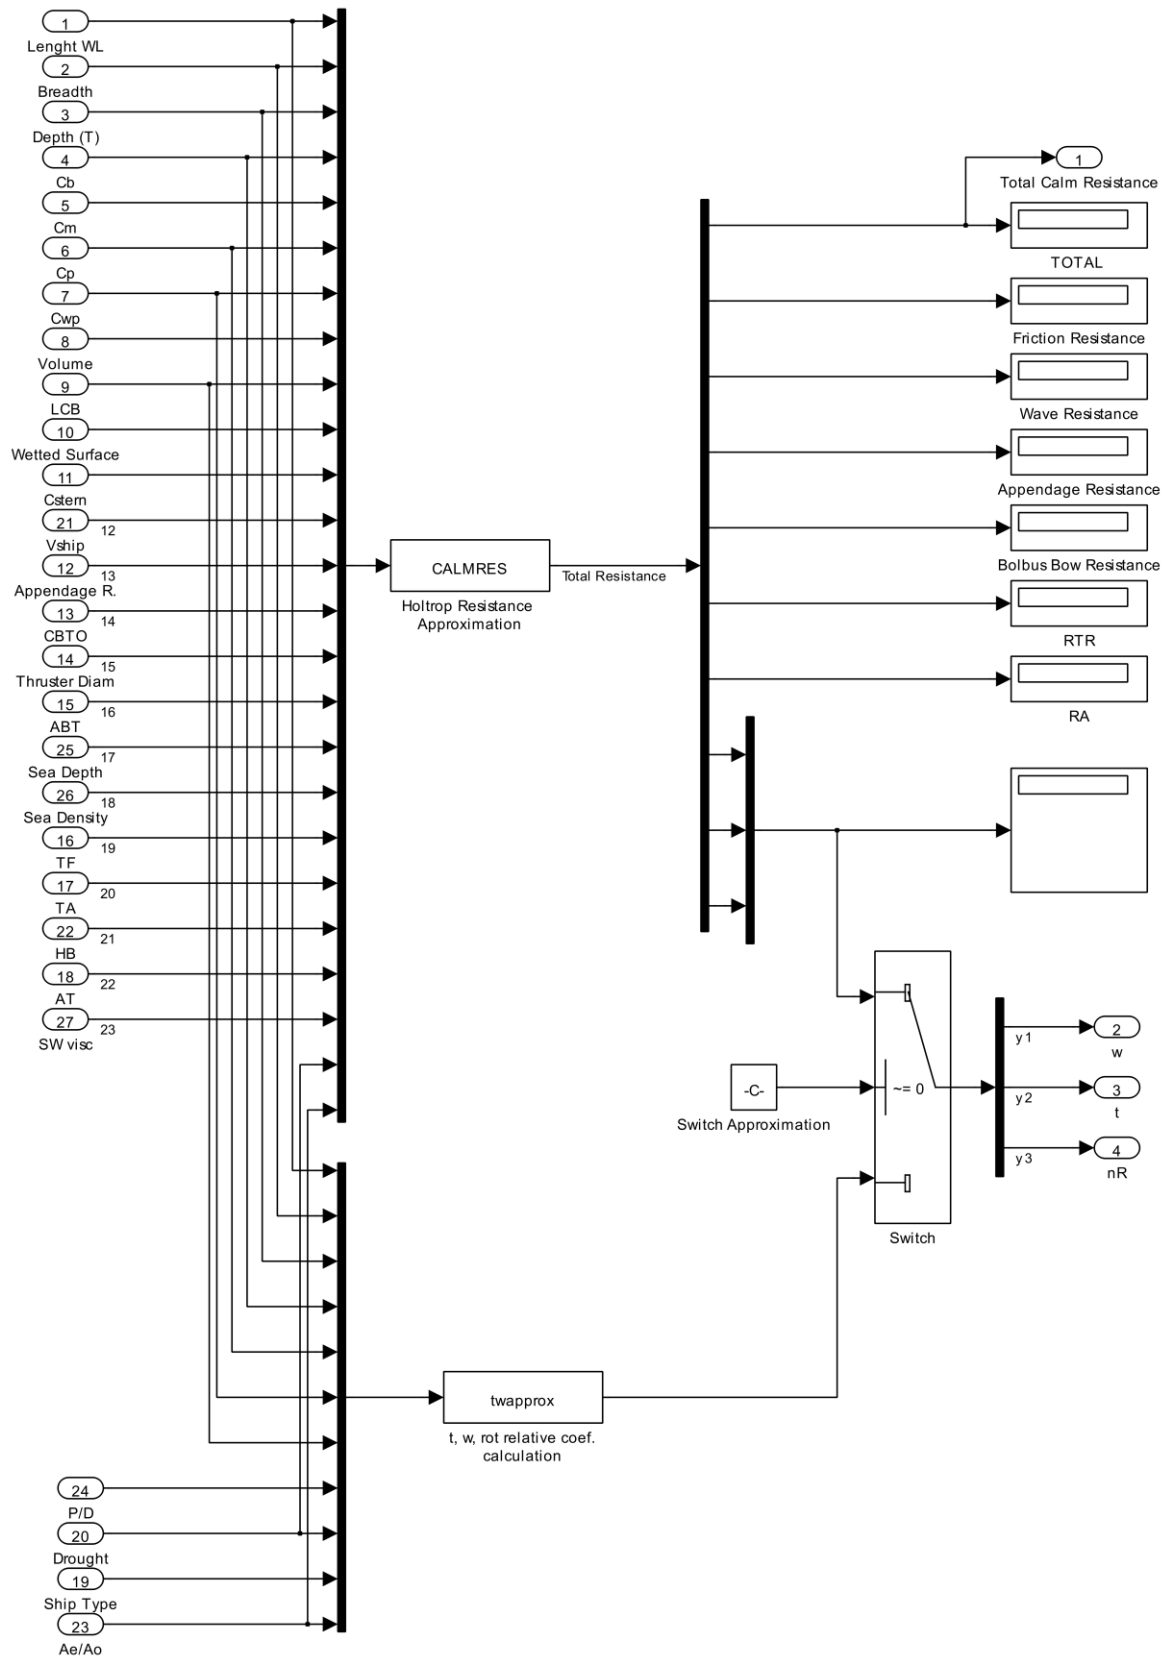 1
Lenght WL
2
Breadth
3
Depth (T)
4
Cb
5
Cm
6
Cp
7
Cwp
8
Volume
9
LCB
10
Wetted Surface
11
Cstern
21
12
Vship
12
13
Appendage R.
13
14
CBTO
14
15
Thruster Diam
15
16
ABT
25
17
Sea Depth
26
18
Sea Density
16
19
TF
17
20
TA
22
21
HB
18
22
AT
27
23
SW visc
CALMRES
Holtrop Resistance
Approximation
Total Resistance
1
Total Calm Resistance
TOTAL
Friction Resistance
Wave Resistance
Appendage Resistance
Bolbus Bow Resistance
RTR
RA
-C-
Switch Approximation
~= 0
Switch
y1
2
w
y2
3
t
y3
4
nR
twapprox
t, w, rot relative coef.
calculation
24
P/D
20
Drought
19
Ship Type
23
Ae/Ao